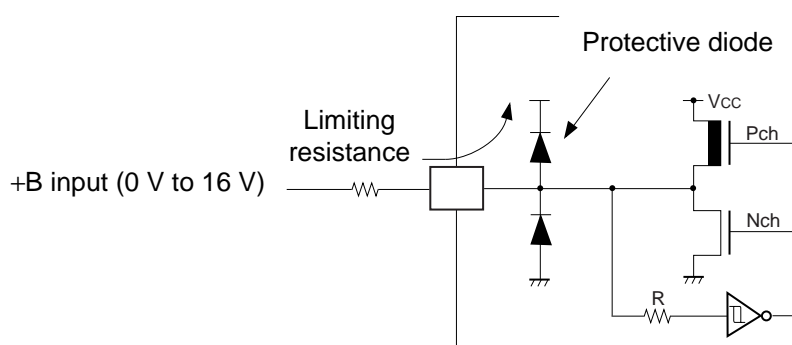 Protective diode
VCC
Limiting
resistance
Pch
+B input (0 V to 16 V)
Nch
R